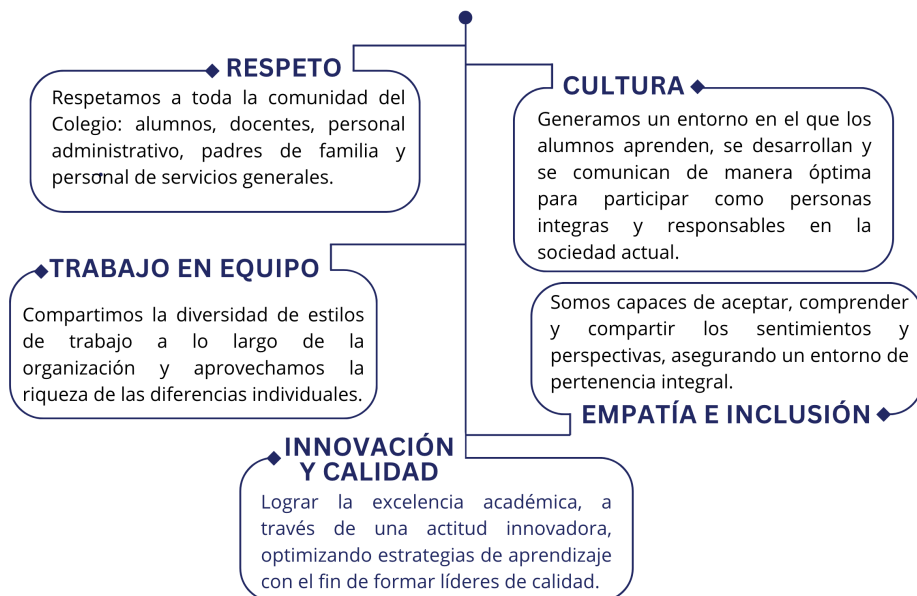 RESPETO
Respetamos a toda la comunidad del
Colegio: alumnos, docentes, personal
administrativo, padres de familia y
personal de servicios generales.
CULTURA
Generamos un entorno en el que los
alumnos aprenden, se desarrollan y
se comunican de manera óptima
para participar como personas
integras y responsables en la
sociedad actual.
TRABAJO EN EQUIPO
Compartimos la diversidad de estilos
de trabajo a lo largo de la
organización y aprovechamos la
riqueza de las diferencias individuales.
Somos capaces de aceptar, comprender
y compartir los sentimientos y
perspectivas, asegurando un entorno de
pertenencia integral.
EMPATÍA E INCLUSIÓN
INNOVACIÓN
Y CALIDAD
Lograr la excelencia académica, a
través de una actitud innovadora,
optimizando estrategias de aprendizaje
con el fin de formar líderes de calidad.